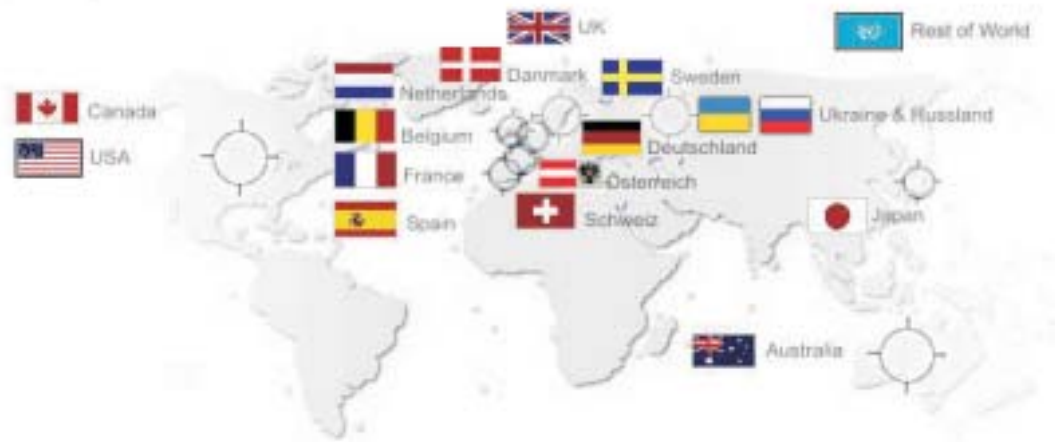 UK
Rest of World
Danmark
Sweden
Netherlands
Canada
Ukraine & Russland
Belgium
Deutschland
USA
France
Österreich
Spain
Schweiz
Japan
Australia